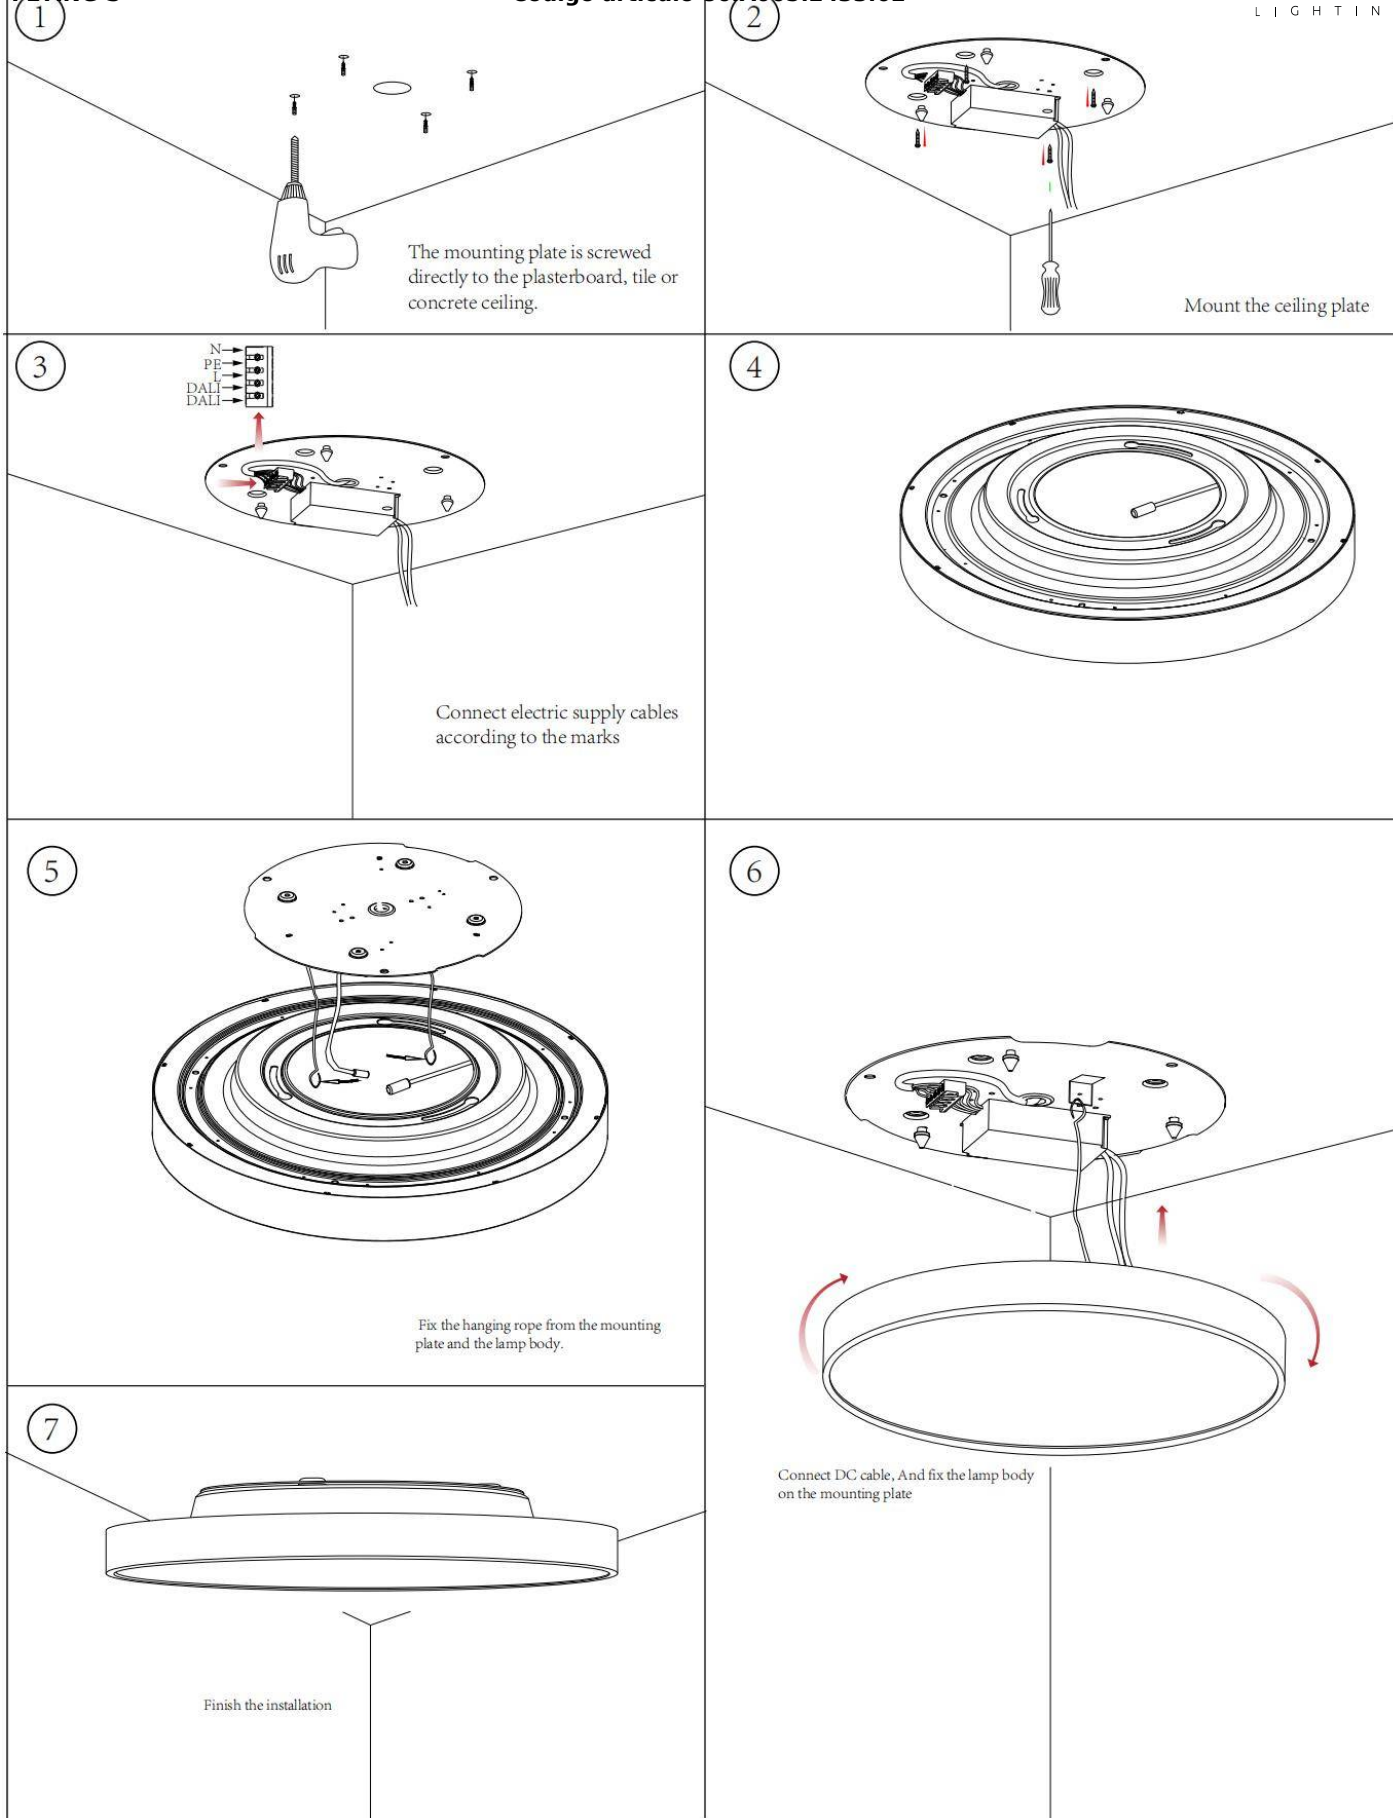 LIGHTIN
1
2
The mounting plate is screwed
directly to the plasterboard, tile or
concrete ceiling.
Mount the ceiling plate
3
N
PE
L
DALI
DALI
Connect electric supply cables
according to the marks
4
5
Fix the hanging rope from the mounting
plate and the lamp body.
6
Connect DC cable, And fix the lamp body
on the mounting plate
7
Finish the installation